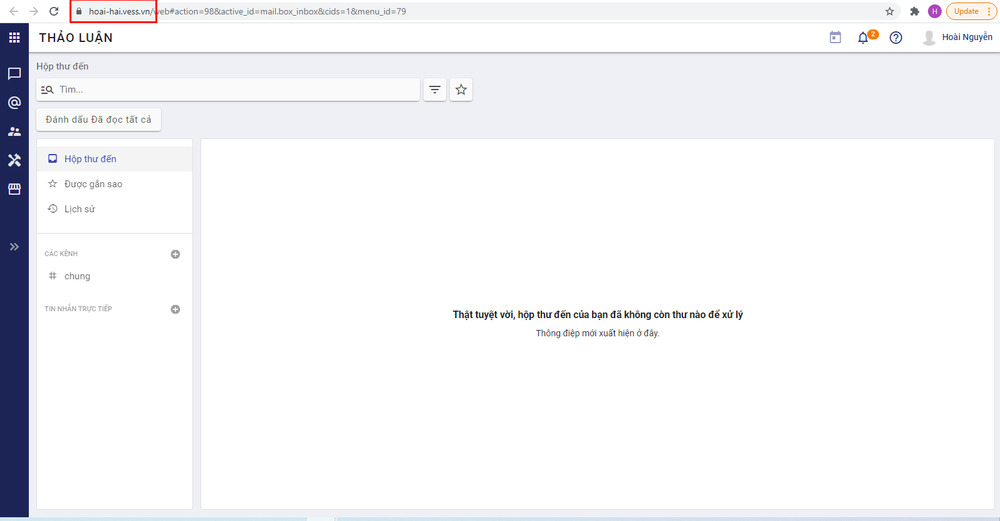 hoai-hai.vess.vn/web#action=98&active_id=mail.box_inbox&cids=1&menu_id=79
H
Update
THẢO LUẬN
2
Hoài Nguyễn
Hộp thư đến
Tìm...
Đánh dấu Đã đọc tất cả
Hộp thư đến
Được gắn sao
Lịch sử
CÁC KÊNH
# chung
TIN NHẮN TRỰC TIẾP
Thật tuyệt vời, hộp thư đến của bạn đã không còn thư nào để xử lý
Thông điệp mới xuất hiện ở đây.